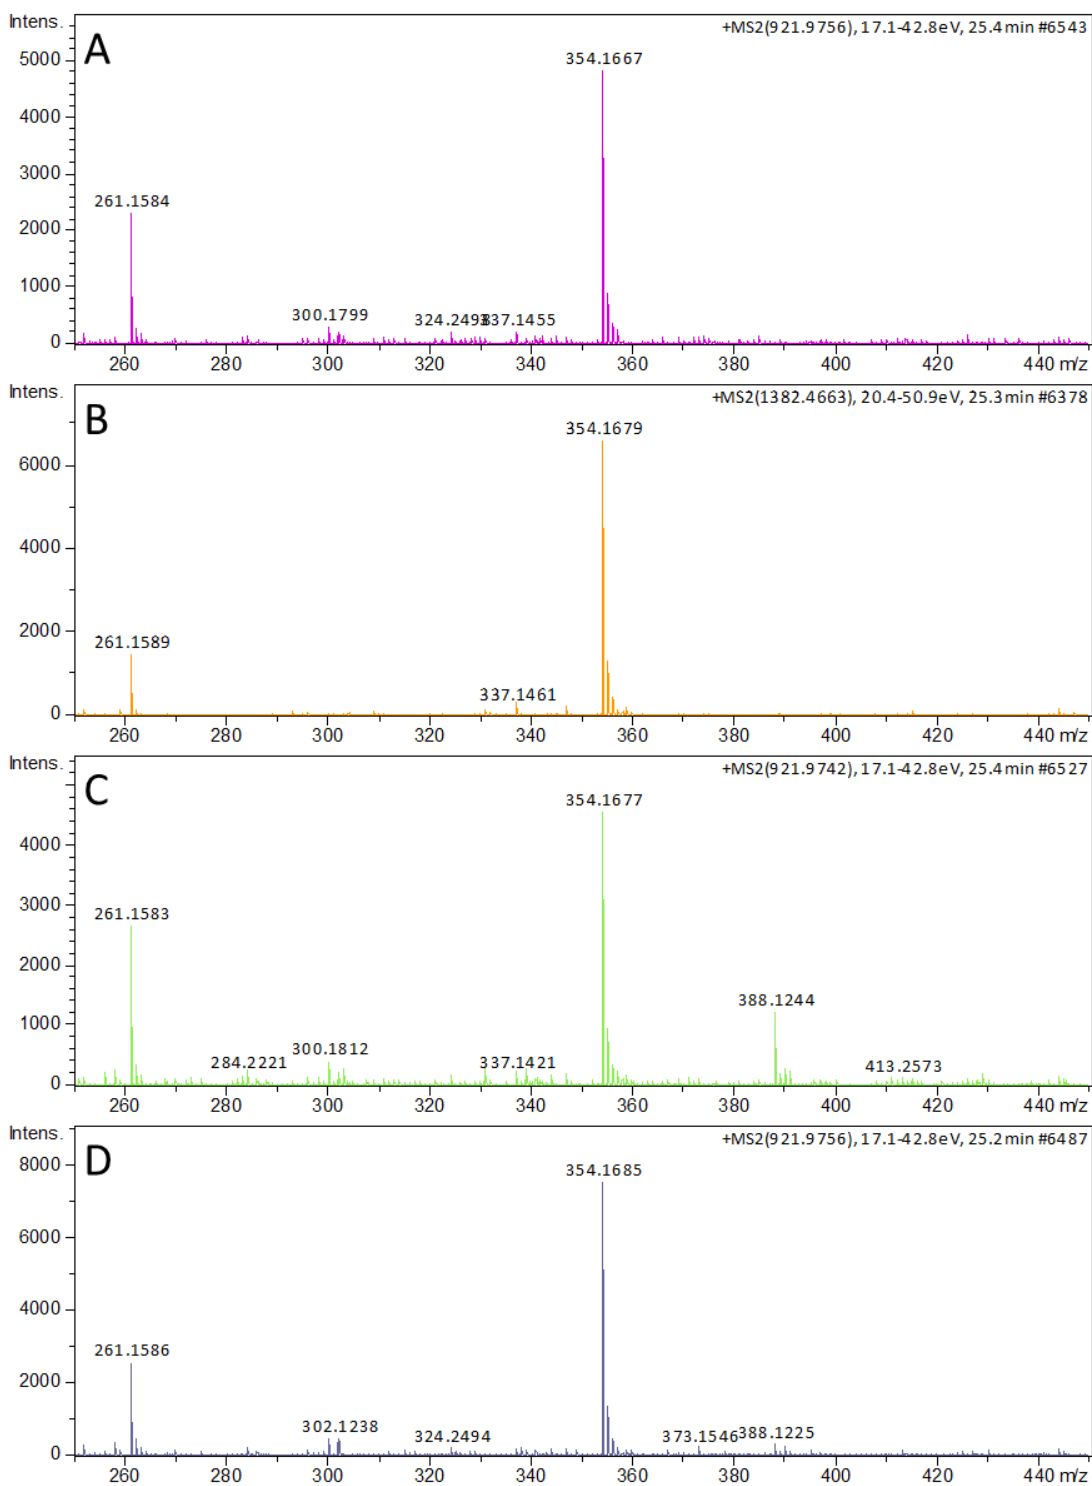 Intens.
+MS2(921.9756), 17.1-42.8eV, 25.4min #6543
A
354.1667
5000
4000
3000
261.1584
2000
1000
300.1799
324.2493
337.1455
0
260 280 300 320 340 360 380 400 420 440 m/z
Intens.
+MS2(1382.4663), 20.4-50.9eV, 25.3min #6378
B
354.1679
6000
4000
2000
261.1589
337.1461
0
260 280 300 320 340 360 380 400 420 440 m/z
Intens.
+MS2(921.9742), 17.1-42.8eV, 25.4min #6527
C
354.1677
4000
3000
261.1583
2000
388.1244
1000
300.1812
284.2221
337.1421
413.2573
0
260 280 300 320 340 360 380 400 420 440 m/z
Intens.
+MS2(921.9756), 17.1-42.8eV, 25.2min #6487
D
8000
354.1685
6000
4000
261.1586
2000
302.1238
324.2494
373.1546
388.1225
0
260 280 300 320 340 360 380 400 420 440 m/z